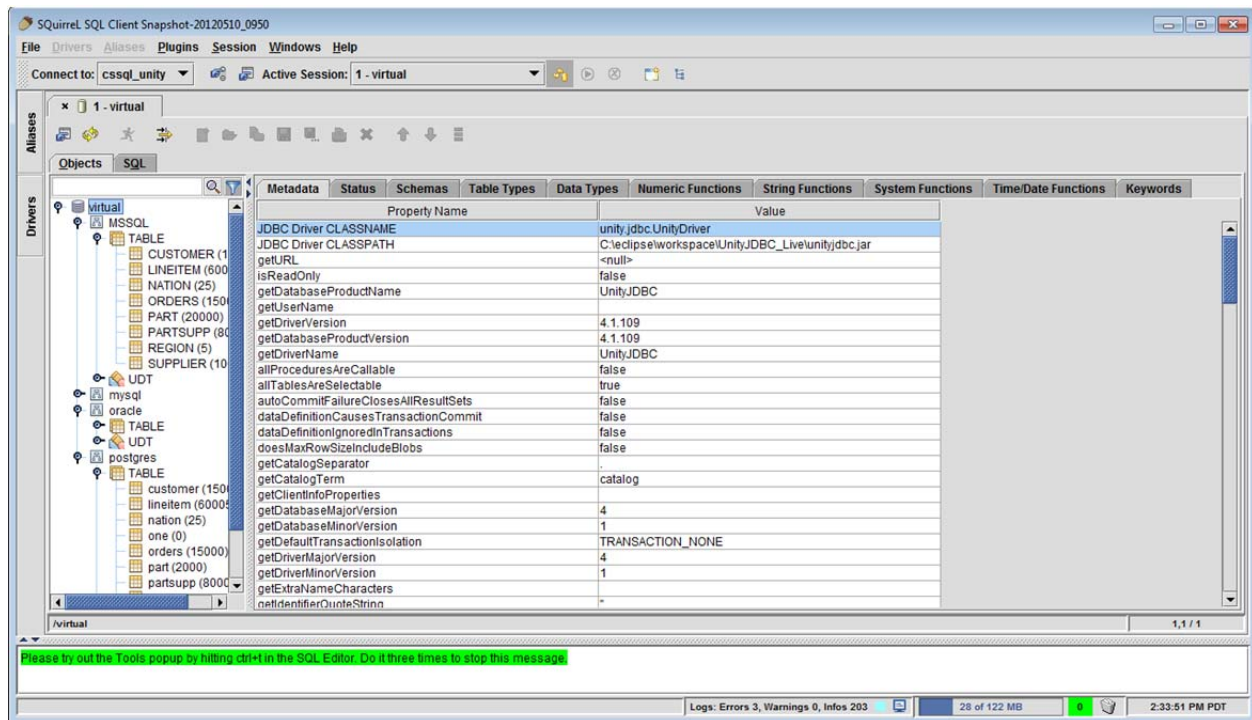 SQuirreL SQL Client Snapshot-20120510_0950
File Drivers Aliases Plugins Session Windows Help
Connect to: cssql_unity Active Session: 1 - virtual
1 - virtual
Aliases
Drivers
Objects SQL
virtual
MSSQL
TABLE
CUSTOMER (1
LINEITEM (600
NATION (25)
ORDERS (150
PART (20000)
PARTSUPP (80
REGION (5)
SUPPLIER (10
UDT
mysql
oracle
TABLE
UDT
postgres
TABLE
customer (150
lineitem (6000
nation (25)
one (0)
orders (15000)
part (2000)
partsupp (8000
Metadata Status Schemas Table Types Data Types Numeric Functions String Functions System Functions Time/Date Functions Keywords
Property Name Value
JDBC Driver CLASSNAME unity.jdbc.UnityDriver
JDBC Driver CLASSPATH C:\eclipse\workspace\UnityJDBC_Live\unityjdbc.jar
getURL <null>
isReadOnly false
getDatabaseProductName UnityJDBC
getUserName
getDriverVersion 4.1.109
getDatabaseProductVersion 4.1.109
getDriverName UnityJDBC
allProceduresAreCallable false
allTablesAreSelectable true
autoCommitFailureClosesAllResultSets false
dataDefinitionCausesTransactionCommit false
dataDefinitionIgnoredInTransactions false
doesMaxRowSizeIncludeBlobs false
getCatalogSeparator .
getCatalogTerm catalog
getClientInfoProperties
getDatabaseMajorVersion 4
getDatabaseMinorVersion 1
getDefaultTransactionIsolation TRANSACTION_NONE
getDriverMajorVersion 4
getDriverMinorVersion 1
getExtraNameCharacters
getIdentifierQuoteString "
/virtual 1,1 / 1
Please try out the Tools popup by hitting ctrl+t in the SQL Editor. Do it three times to stop this message.
Logs: Errors 3, Warnings 0, Infos 203 28 of 122 MB 0 2:33:51 PM PDT